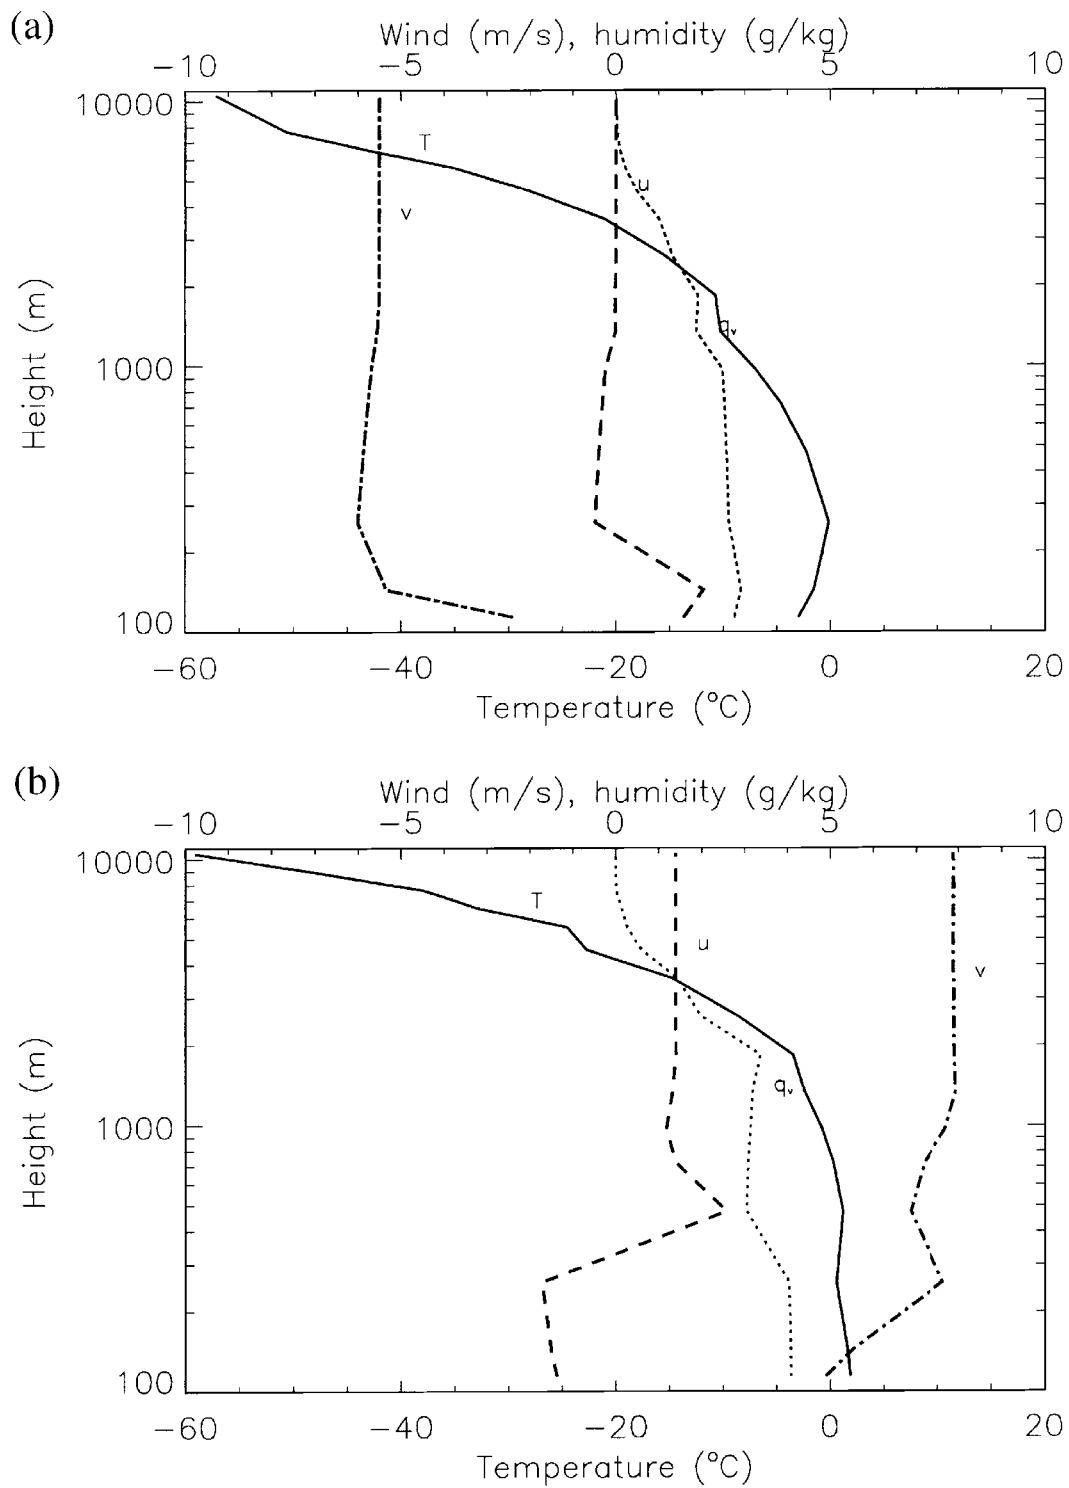 (a)
Wind (m/s), humidity (g/kg)
−10 −5 0 5 10
10000
T
u
v
Height (m)
qv
1000
100
−60 −40 −20 0 20
Temperature (°C)
(b)
Wind (m/s), humidity (g/kg)
−10 −5 0 5 10
10000
T
u
v
Height (m)
qv
1000
100
−60 −40 −20 0 20
Temperature (°C)